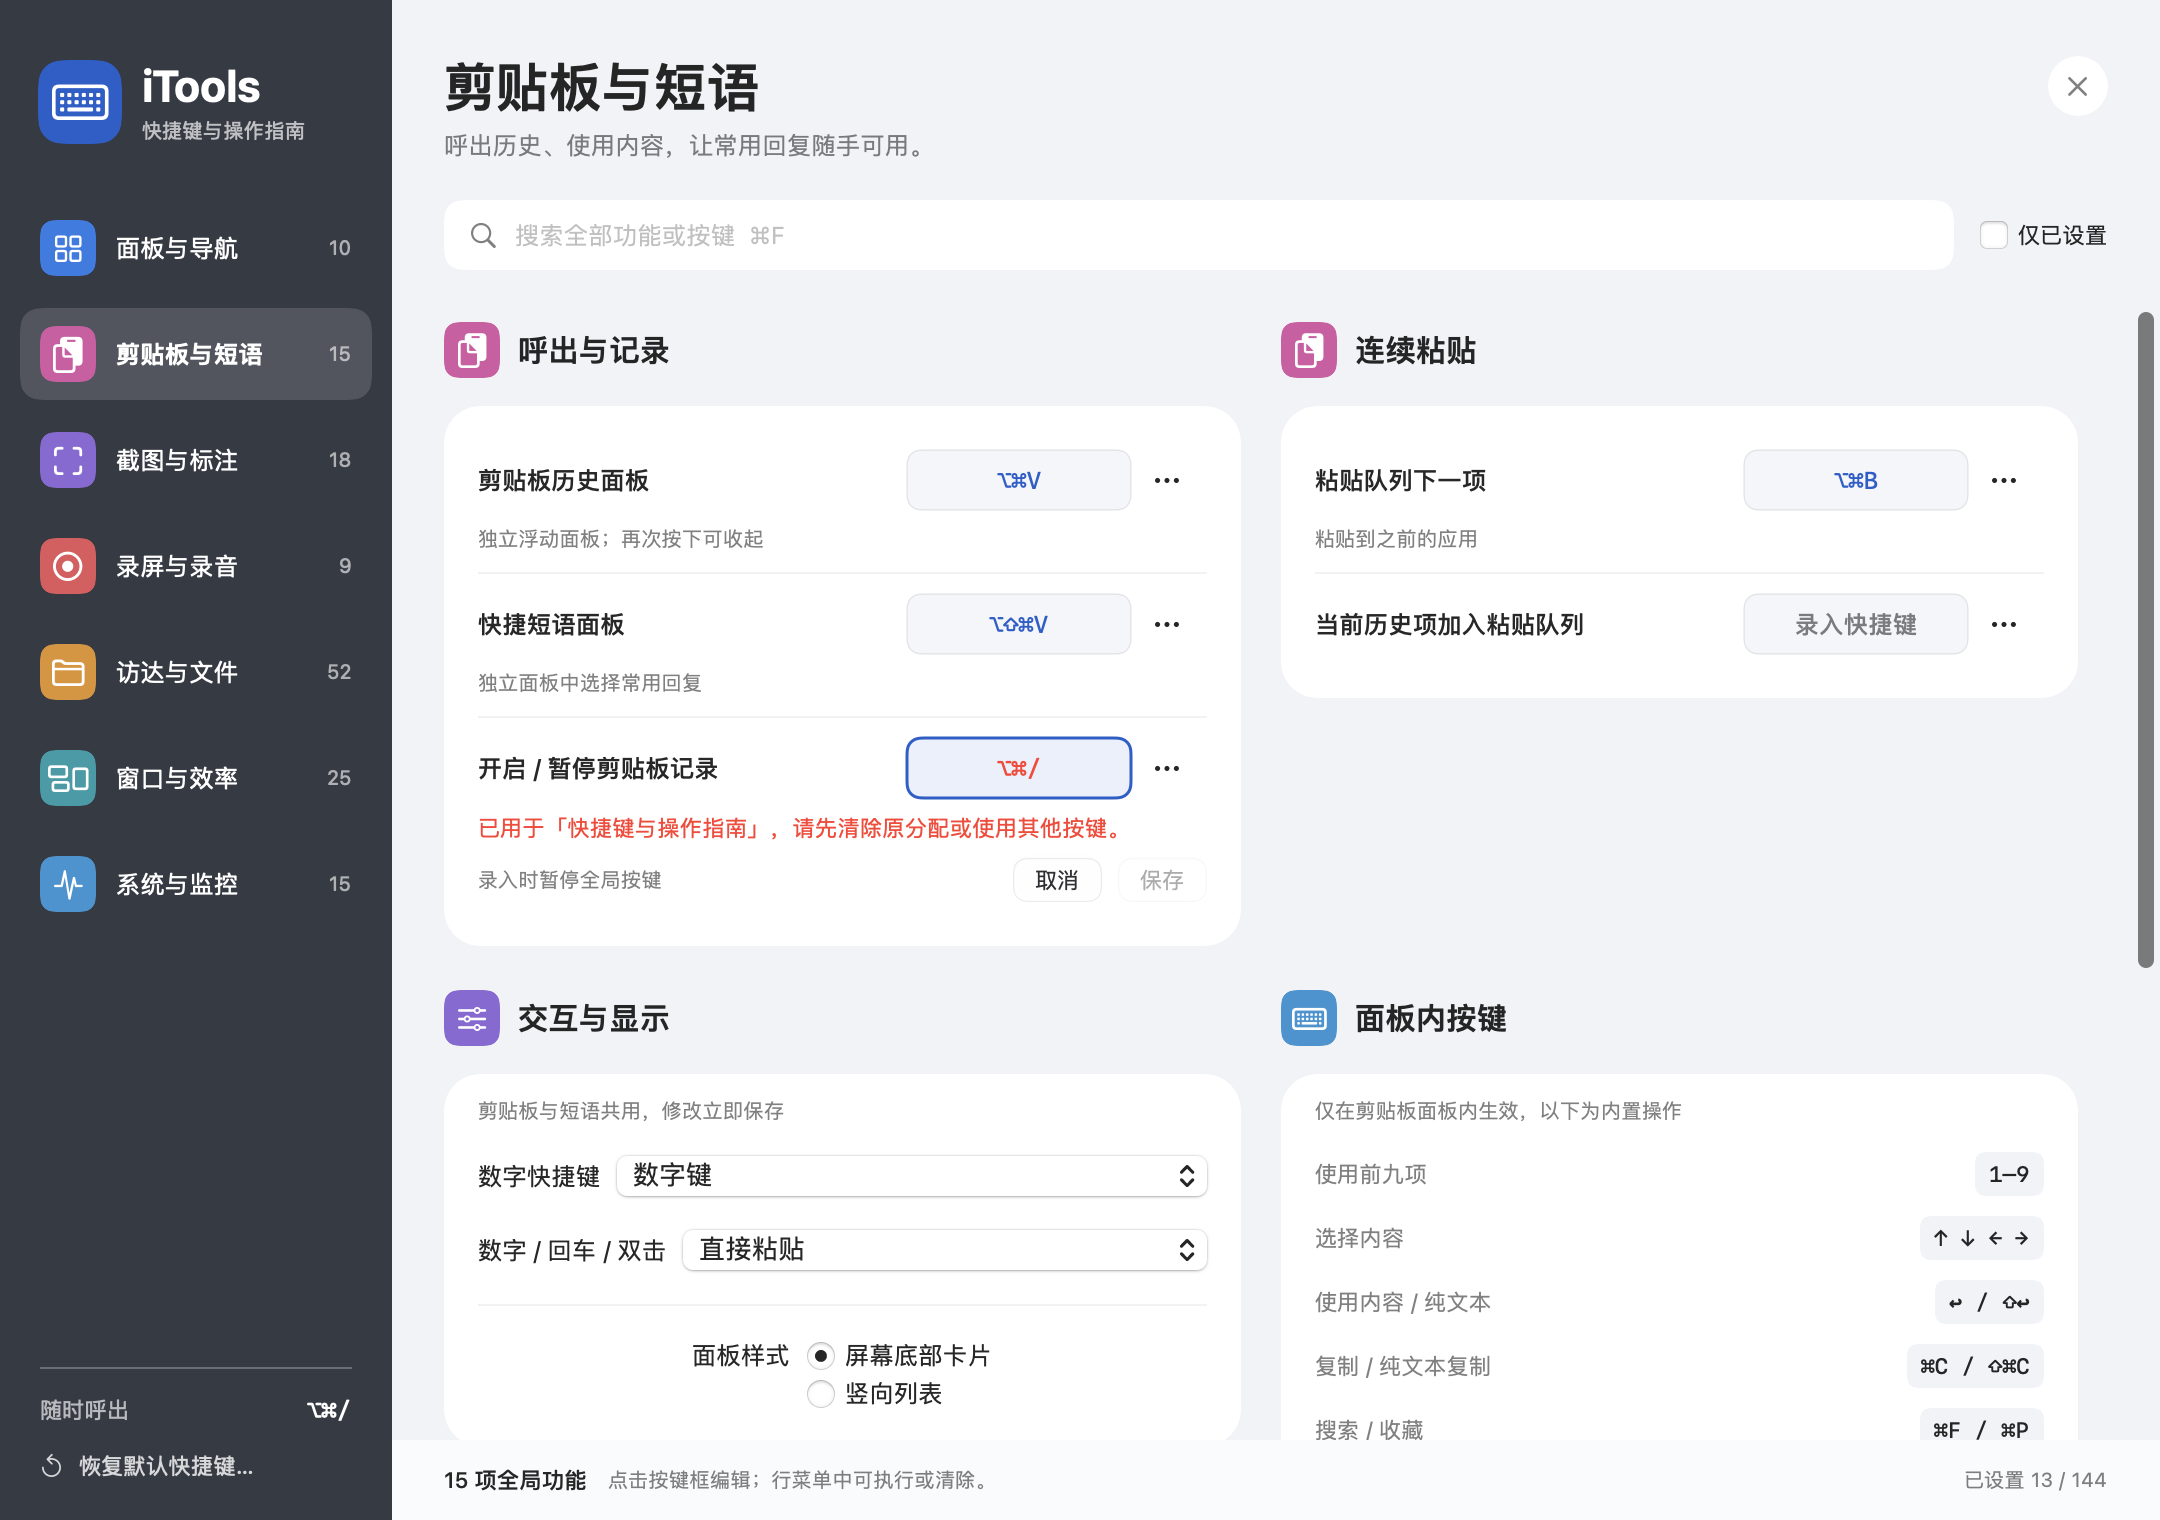 iTools
快捷键与操作指南
面板与导航 10
剪贴板与短语 15
截图与标注 18
录屏与录音 9
访达与文件 52
窗口与效率 25
系统与监控 15
随时呼出 ⌥⌘/
恢复默认快捷键...
剪贴板与短语
呼出历史、使用内容，让常用回复随手可用。
搜索全部功能或按键 ⌘F
仅已设置
呼出与记录
剪贴板历史面板 ⌥⌘V
独立浮动面板；再次按下可收起
快捷短语面板 ⌥⇧⌘V
独立面板中选择常用回复
开启 / 暂停剪贴板记录 ⌥⌘/
已用于「快捷键与操作指南」，请先清除原分配或使用其他按键。
录入时暂停全局按键 取消 保存
连续粘贴
粘贴队列下一项 ⌥⌘B
粘贴到之前的应用
当前历史项加入粘贴队列 录入快捷键
交互与显示
剪贴板与短语共用，修改立即保存
数字快捷键 数字键
数字 / 回车 / 双击 直接粘贴
面板样式 屏幕底部卡片
竖向列表
面板内按键
仅在剪贴板面板内生效，以下为内置操作
使用前九项 1—9
选择内容 ↑ ↓ ← →
使用内容 / 纯文本 ↩ / ⇧↩
复制 / 纯文本复制 ⌘C / ⇧⌘C
搜索 / 收藏 ⌘F / ⌘P
15 项全局功能 点击按键框编辑；行菜单中可执行或清除。
已设置 13 / 144